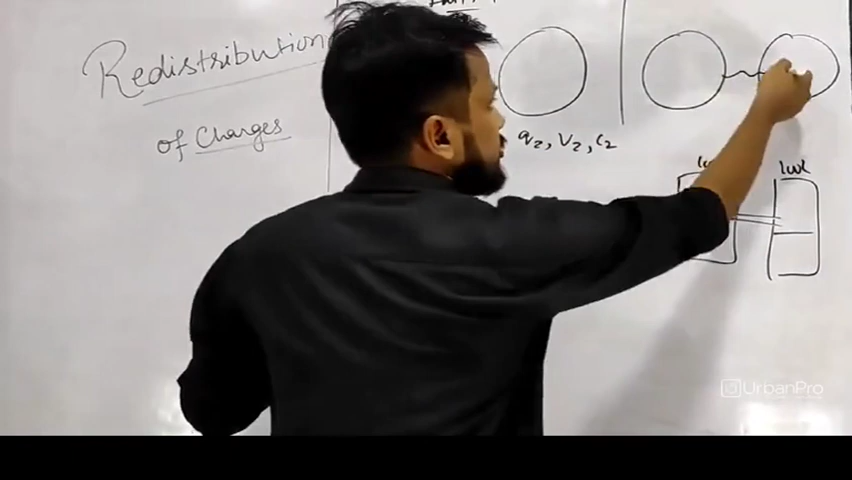 Redistribution
of Charges
q₂, V₂, C₂
UrbanPro